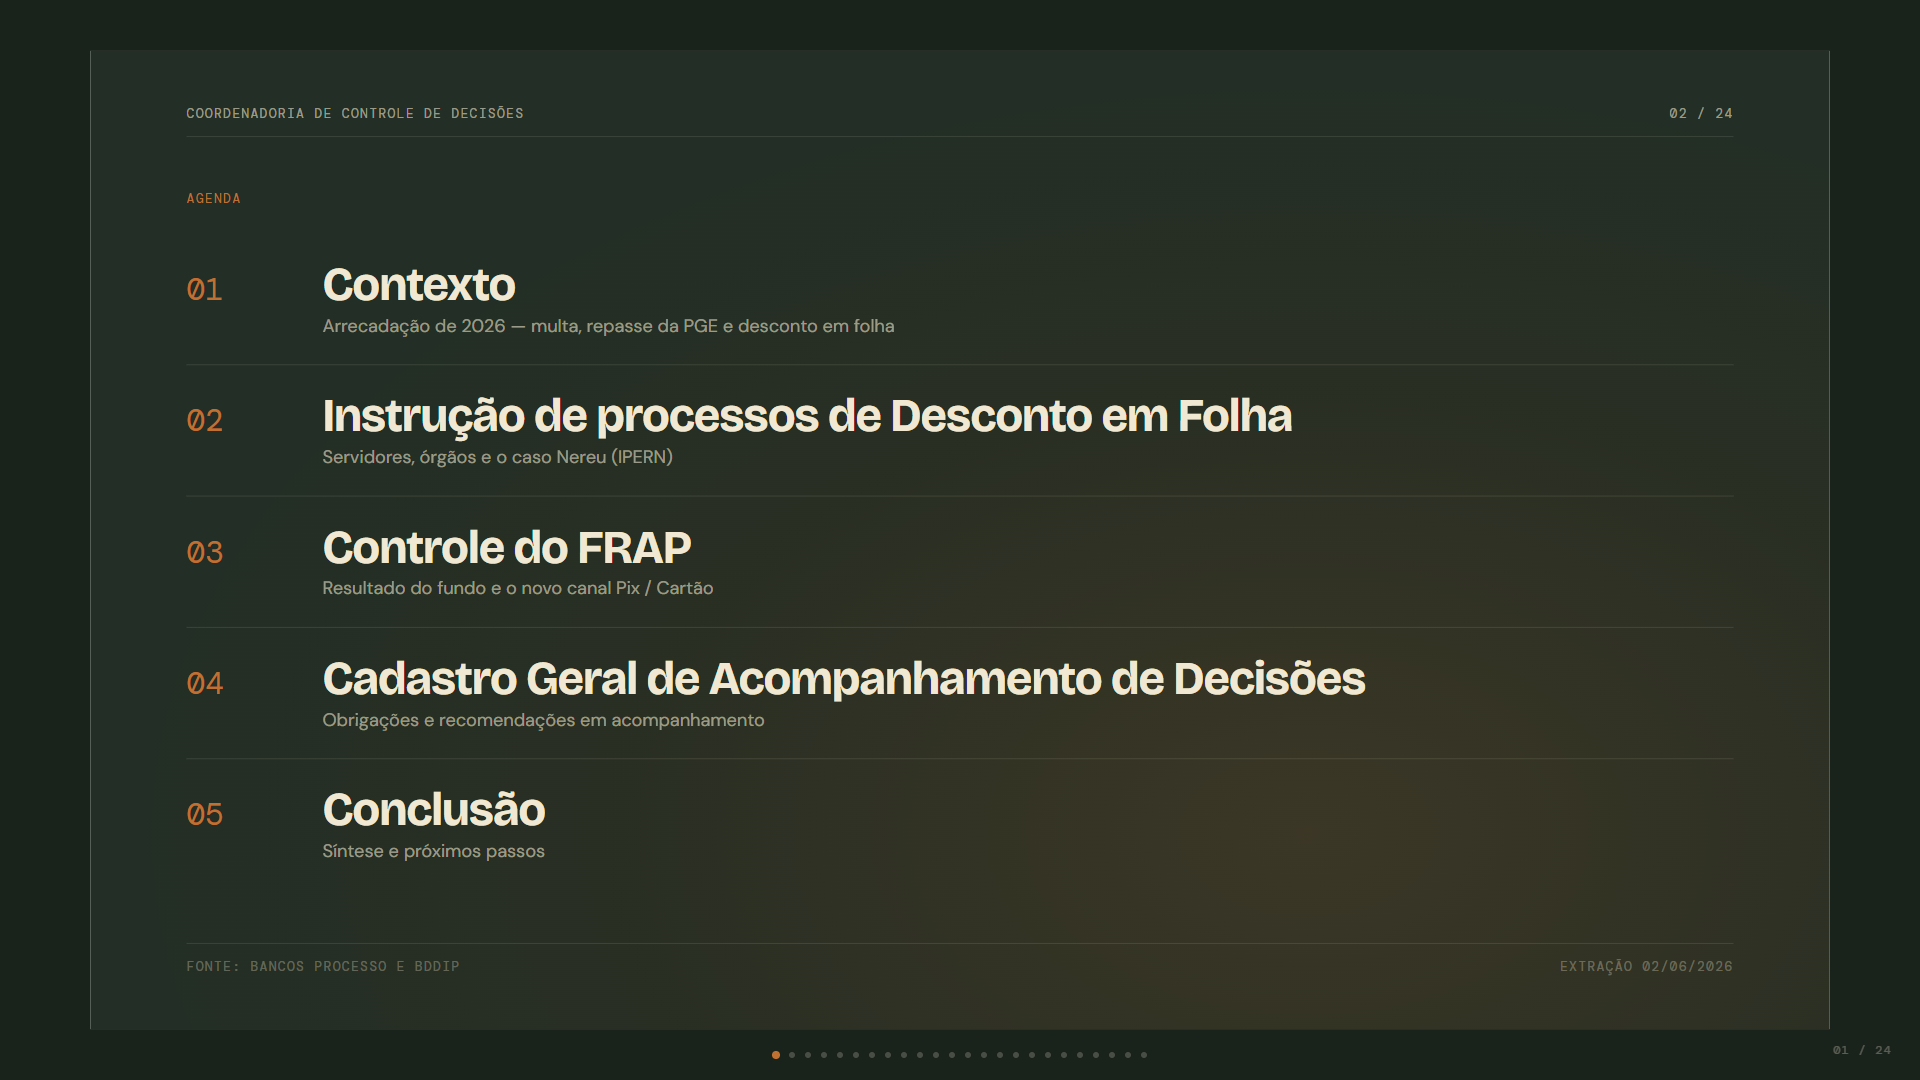 COORDENADORIA DE CONTROLE DE DECISÕES
02 / 24
AGENDA
01
Contexto
Arrecadação de 2026 — multa, repasse da PGE e desconto em folha
02
Instrução de processos de Desconto em Folha
Servidores, órgãos e o caso Nereu (IPERN)
03
Controle do FRAP
Resultado do fundo e o novo canal Pix / Cartão
04
Cadastro Geral de Acompanhamento de Decisões
Obrigações e recomendações em acompanhamento
05
Conclusão
Síntese e próximos passos
FONTE: BANCOS PROCESSO E BDDIP
EXTRAÇÃO 02/06/2026
01 / 24